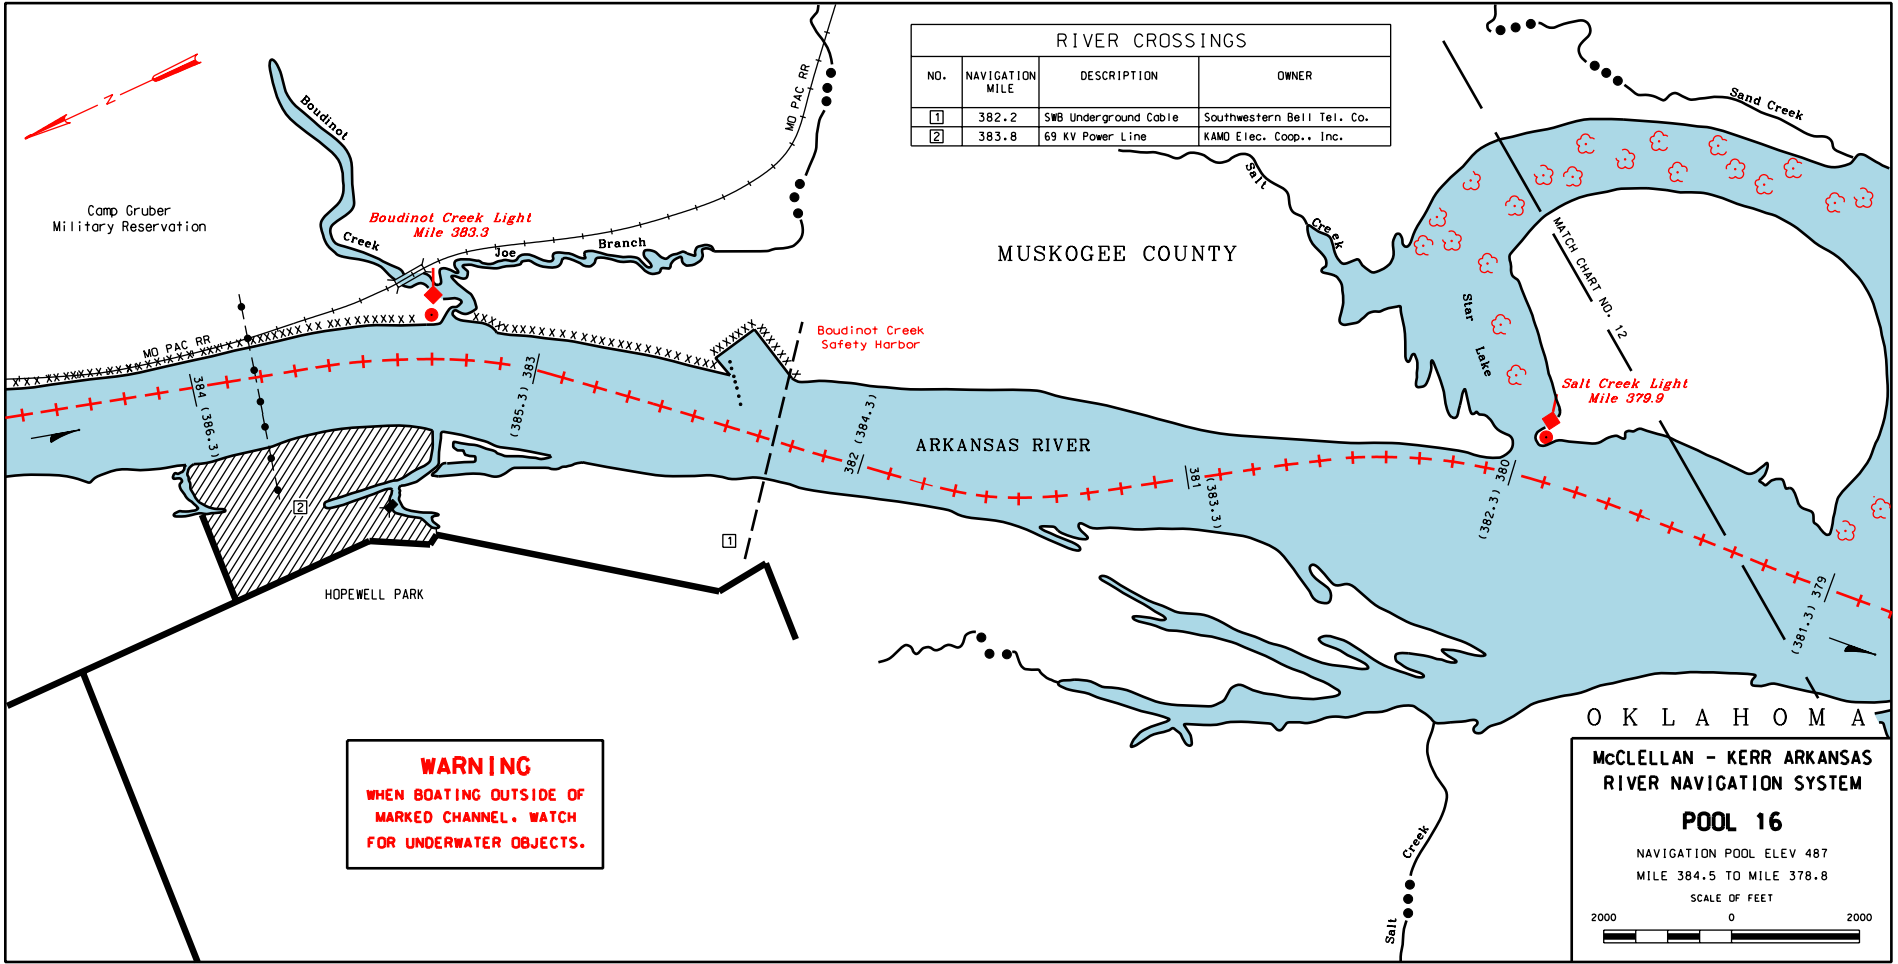 RIVER CROSSINGS
NO. NAVIGATION MILE DESCRIPTION OWNER
1 382.2 SWB Underground Cable Southwestern Bell Tel. Co.
2 383.8 69 KV Power Line KAMO Elec. Coop., Inc.
N
Boudinot
Creek
MO PAC RR
Camp Gruber
Military Reservation
Boudinot Creek Light
Mile 383.3
Joe
Branch
Salt
Creek
Sand Creek
MUSKOGEE COUNTY
MATCH CHART NO. 12
Star
Lake
MO PAC RR
Boudinot Creek
Safety Harbor
Salt Creek Light
Mile 379.9
384 (386.3)
(385.3) 383
382 (384.3)
ARKANSAS RIVER
381
(383.3)
(382.3) 380
(381.3) 379
2
1
HOPEWELL PARK
OKLAHOMA
WARNING
WHEN BOATING OUTSIDE OF
MARKED CHANNEL. WATCH
FOR UNDERWATER OBJECTS.
Creek
Salt
McCLELLAN - KERR ARKANSAS
RIVER NAVIGATION SYSTEM
POOL 16
NAVIGATION POOL ELEV 487
MILE 384.5 TO MILE 378.8
SCALE OF FEET
2000 0 2000